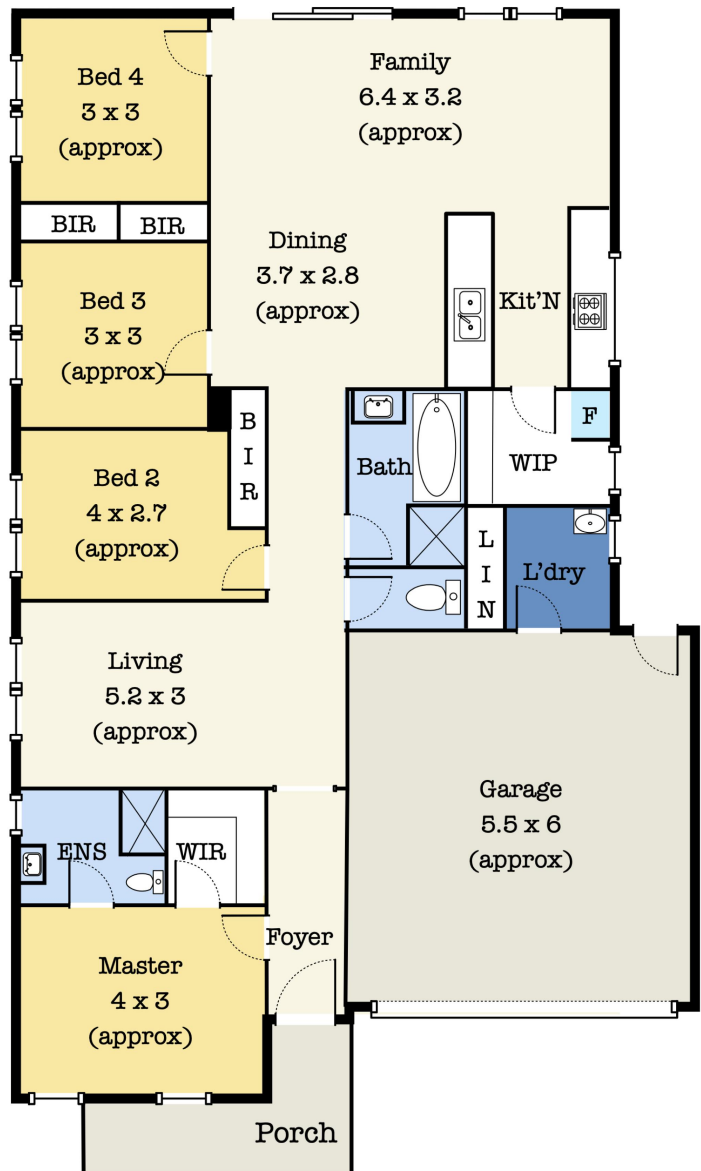 Bed 4
3 x 3
(approx)
Family
6.4 x 3.2
(approx)
BIR
BIR
Dining
3.7 x 2.8
(approx)
Bed 3
3 x 3
(approx)
Kit'N
B
I
R
F
Bath
WIP
Bed 2
4 x 2.7
(approx)
L
I
N
L'dry
Living
5.2 x 3
(approx)
Garage
5.5 x 6
(approx)
ENS
WIR
Foyer
Master
4 x 3
(approx)
Porch